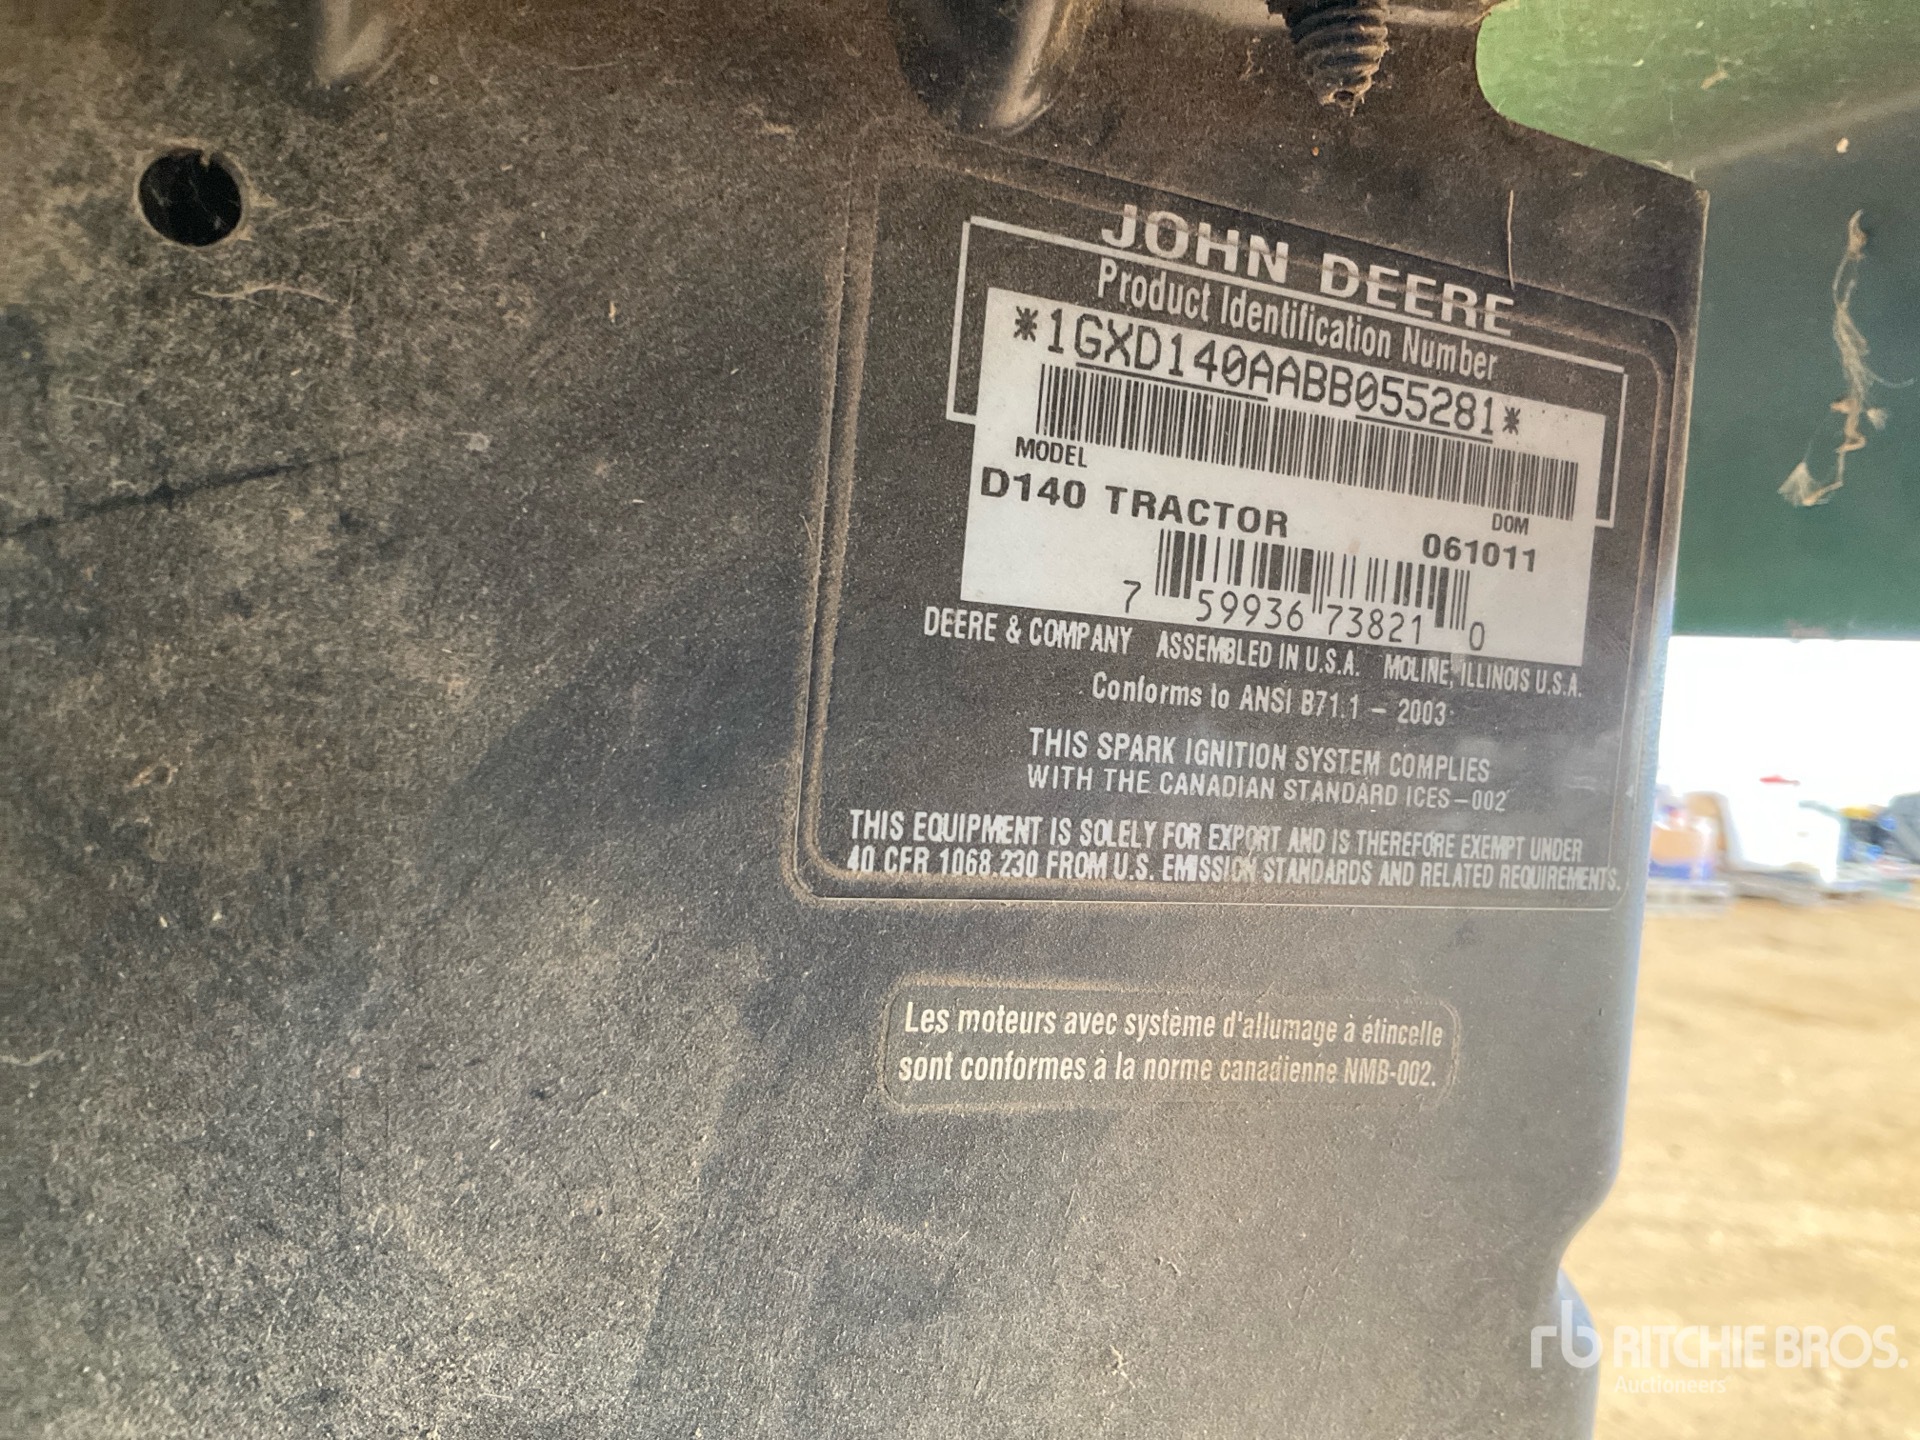 JOHN DEERE
Product Identification Number
*1GXD140AABB055281*
MODEL
DOM
D140 TRACTOR
061011
7 59936 73821 0
DEERE & COMPANY ASSEMBLED IN U.S.A. MOLINE, ILLINOIS U.S.A.
Conforms to ANSI B71.1 - 2003
THIS SPARK IGNITION SYSTEM COMPLIES
WITH THE CANADIAN STANDARD ICES-002
THIS EQUIPMENT IS SOLELY FOR EXPORT AND IS THEREFORE EXEMPT UNDER
40 CFR 1068.230 FROM U.S. EMISSION STANDARDS AND RELATED REQUIREMENTS.
Les moteurs avec système d'allumage à étincelle
sont conformes à la norme canadienne NMB-002.
rb RITCHIE BROS.
Auctioneers